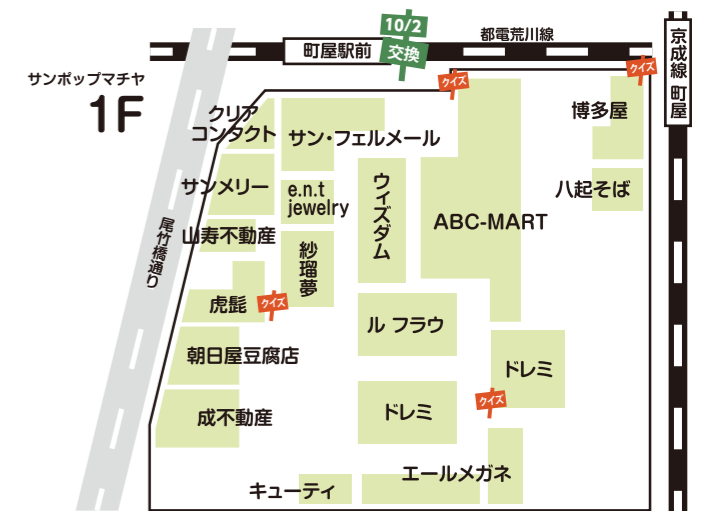 10/2
交換
都電荒川線
町屋駅前
京成線 町屋
サンポップマチヤ
1F
クイズ
クイズ
クリア
コンタクト
サン・フェルメール
博多屋
サンメリー
e.n.t
jewelry
ウィズダム
ABC-MART
八起そば
尾竹橋通り
山寿不動産
紗瑠夢
虎髭
クイズ
ル フラウ
朝日屋豆腐店
ドレミ
成不動産
ドレミ
クイズ
エールメガネ
キューティ